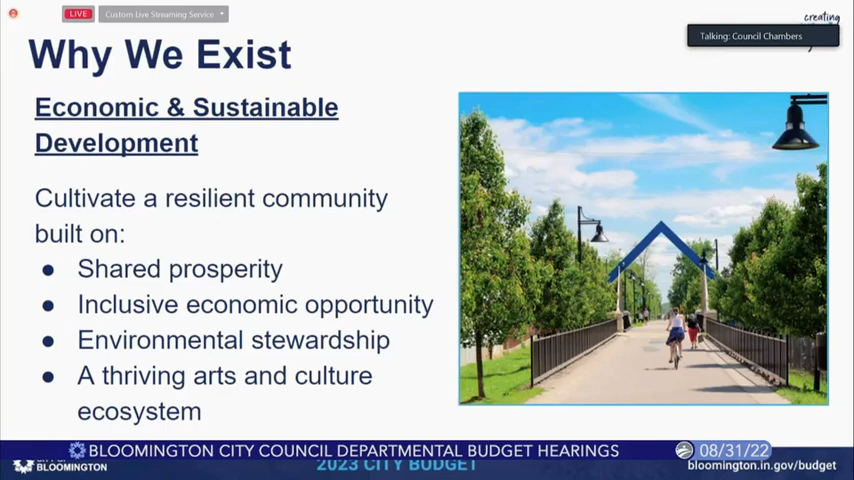 LIVE
Custom Live Streaming Service
creating
Talking: Council Chambers
Why We Exist
Economic & Sustainable
Development
Cultivate a resilient community
built on:
● Shared prosperity
● Inclusive economic opportunity
● Environmental stewardship
● A thriving arts and culture
ecosystem
BLOOMINGTON CITY COUNCIL DEPARTMENTAL BUDGET HEARINGS
08/31/22
BLOOMINGTON
2023 CITY BUDGET
bloomington.in.gov/budget